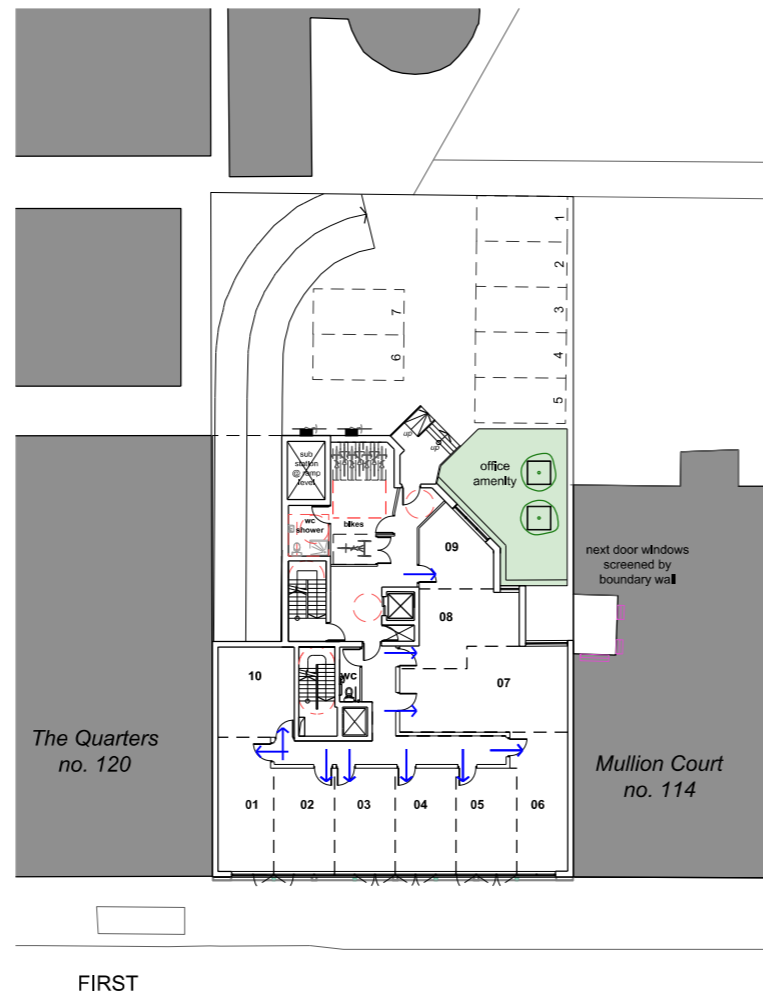 1
2
3
4
5
7
6
up
up
sub
station
@ ramp
level
office
amenity
wc
shower
bikes
next door windows
screened by
boundary wall
09
08
10
wc
07
The Quarters
no. 120
Mullion Court
no. 114
01
02
03
04
05
06
FIRST